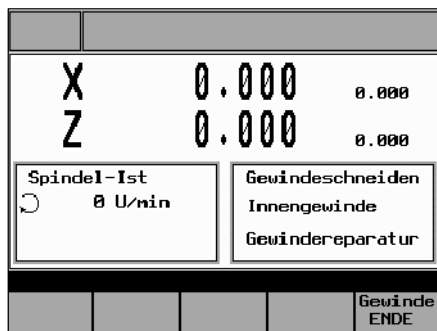 X 0.000 0.000
Z 0.000 0.000
Spindel-Ist
0 U/min
Gewindeschneiden
Innengewinde
Gewindereparatur
Gewinde
ENDE